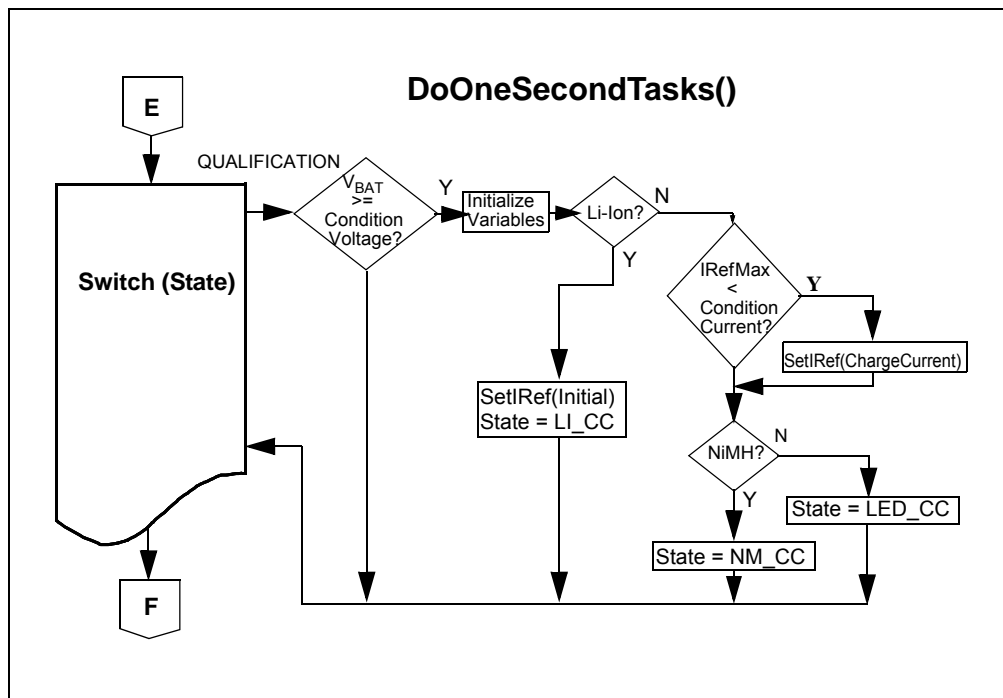 DoOneSecondTasks()
E
QUALIFICATION
VBAT
>=
Condition
Voltage?
Y
Initialize
Variables
Li-Ion?
N
Y
Switch (State)
IRefMax
<
Condition
Current?
Y
SetIRef(ChargeCurrent)
SetIRef(Initial)
State = LI_CC
NiMH?
N
Y
State = LED_CC
State = NM_CC
F